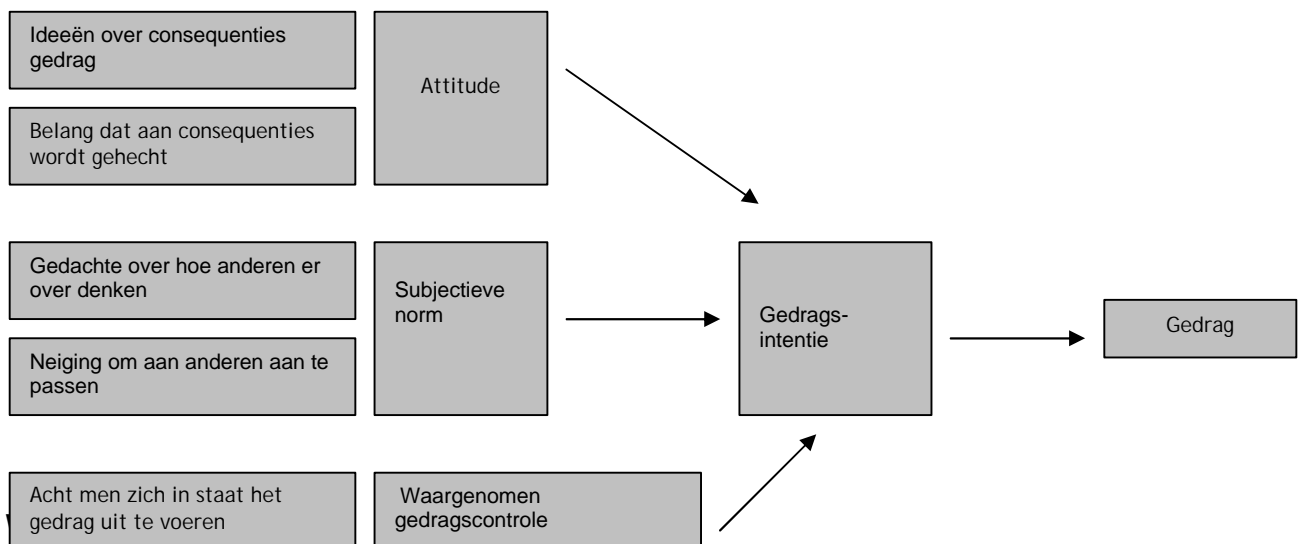 Ideeën over consequenties
gedrag
Belang dat aan consequenties
wordt gehecht
Attitude
Gedachte over hoe anderen er
over denken
Neiging om aan anderen aan te
passen
Subjectieve
norm
Acht men zich in staat het
gedrag uit te voeren
Waargenomen
gedragscontrole
Gedrags-
intentie
Gedrag